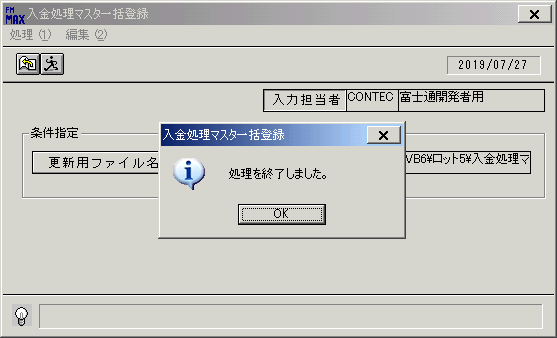 FM
MAX
入金処理マスター括登録
処理(1) 編集(2)
2019/07/27
入力担当者 CONTEC 富士通開発者用
条件指定
更新用ファイル名
VB6¥ロット5¥入金処理マ
入金処理マスター括登録
処理を終了しました。
OK